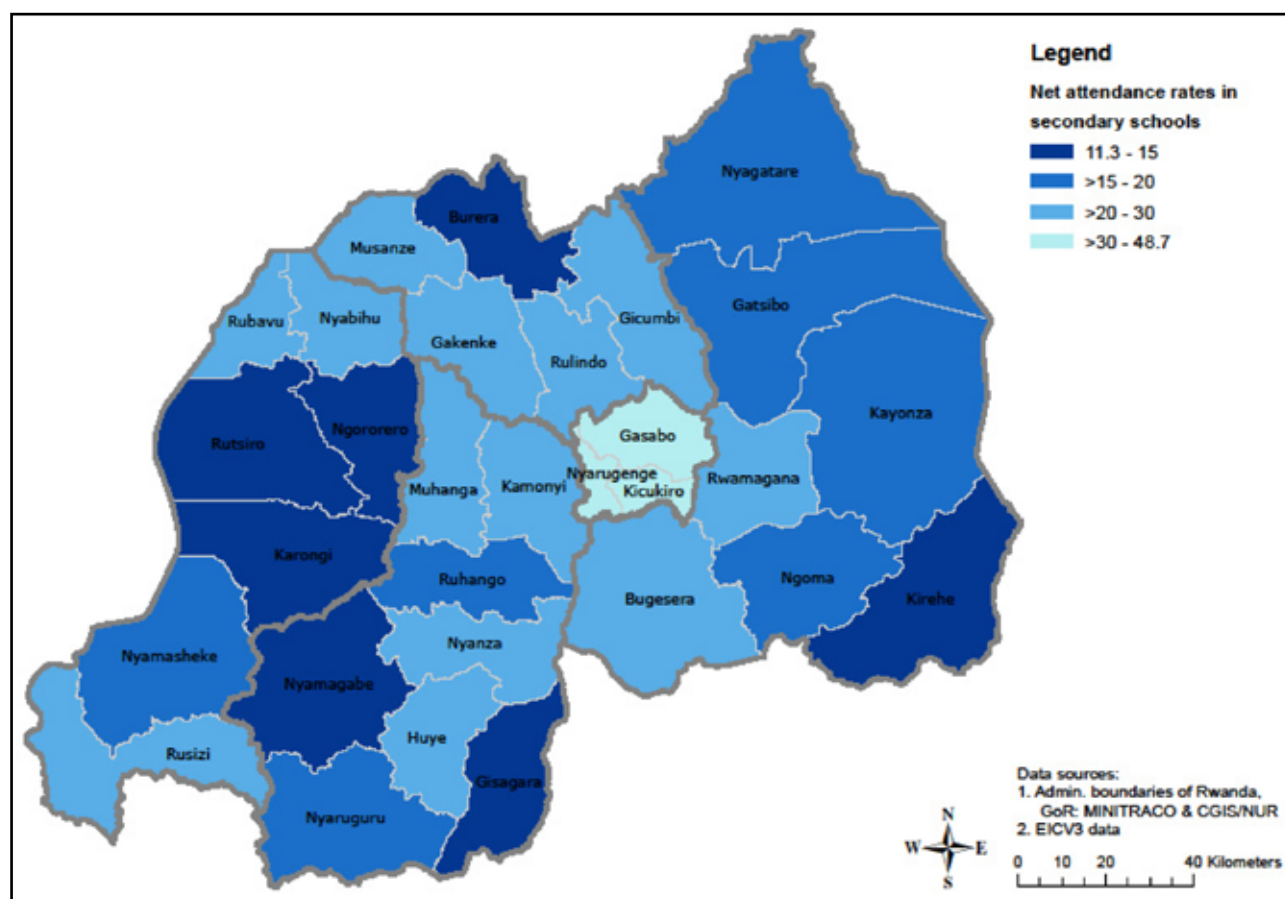 Legend
Net attendance rates in
secondary schools
11.3 - 15
>15 - 20
>20 - 30
>30 - 48.7
Nyagatare
Burera
Musanze
Gatsibo
Rubavu
Nyabihu
Gicumbi
Gakenke
Rulindo
Kayonza
Rutsiro
Ngororero
Gasabo
Nyarugenge
Rwamagana
Muhanga
Kamonyi
Kicukiro
Karongi
Ruhango
Ngoma
Kirehe
Bugesera
Nyanza
Nyamasheke
Nyamagabe
Huye
Rusizi
Gisagara
Nyaruguru
Data sources:
1. Admin. boundaries of Rwanda,
GoR: MINITRACO & CGIS/NUR
2. EICV3 data
N
W E
S
0 10 20 40 Kilometers